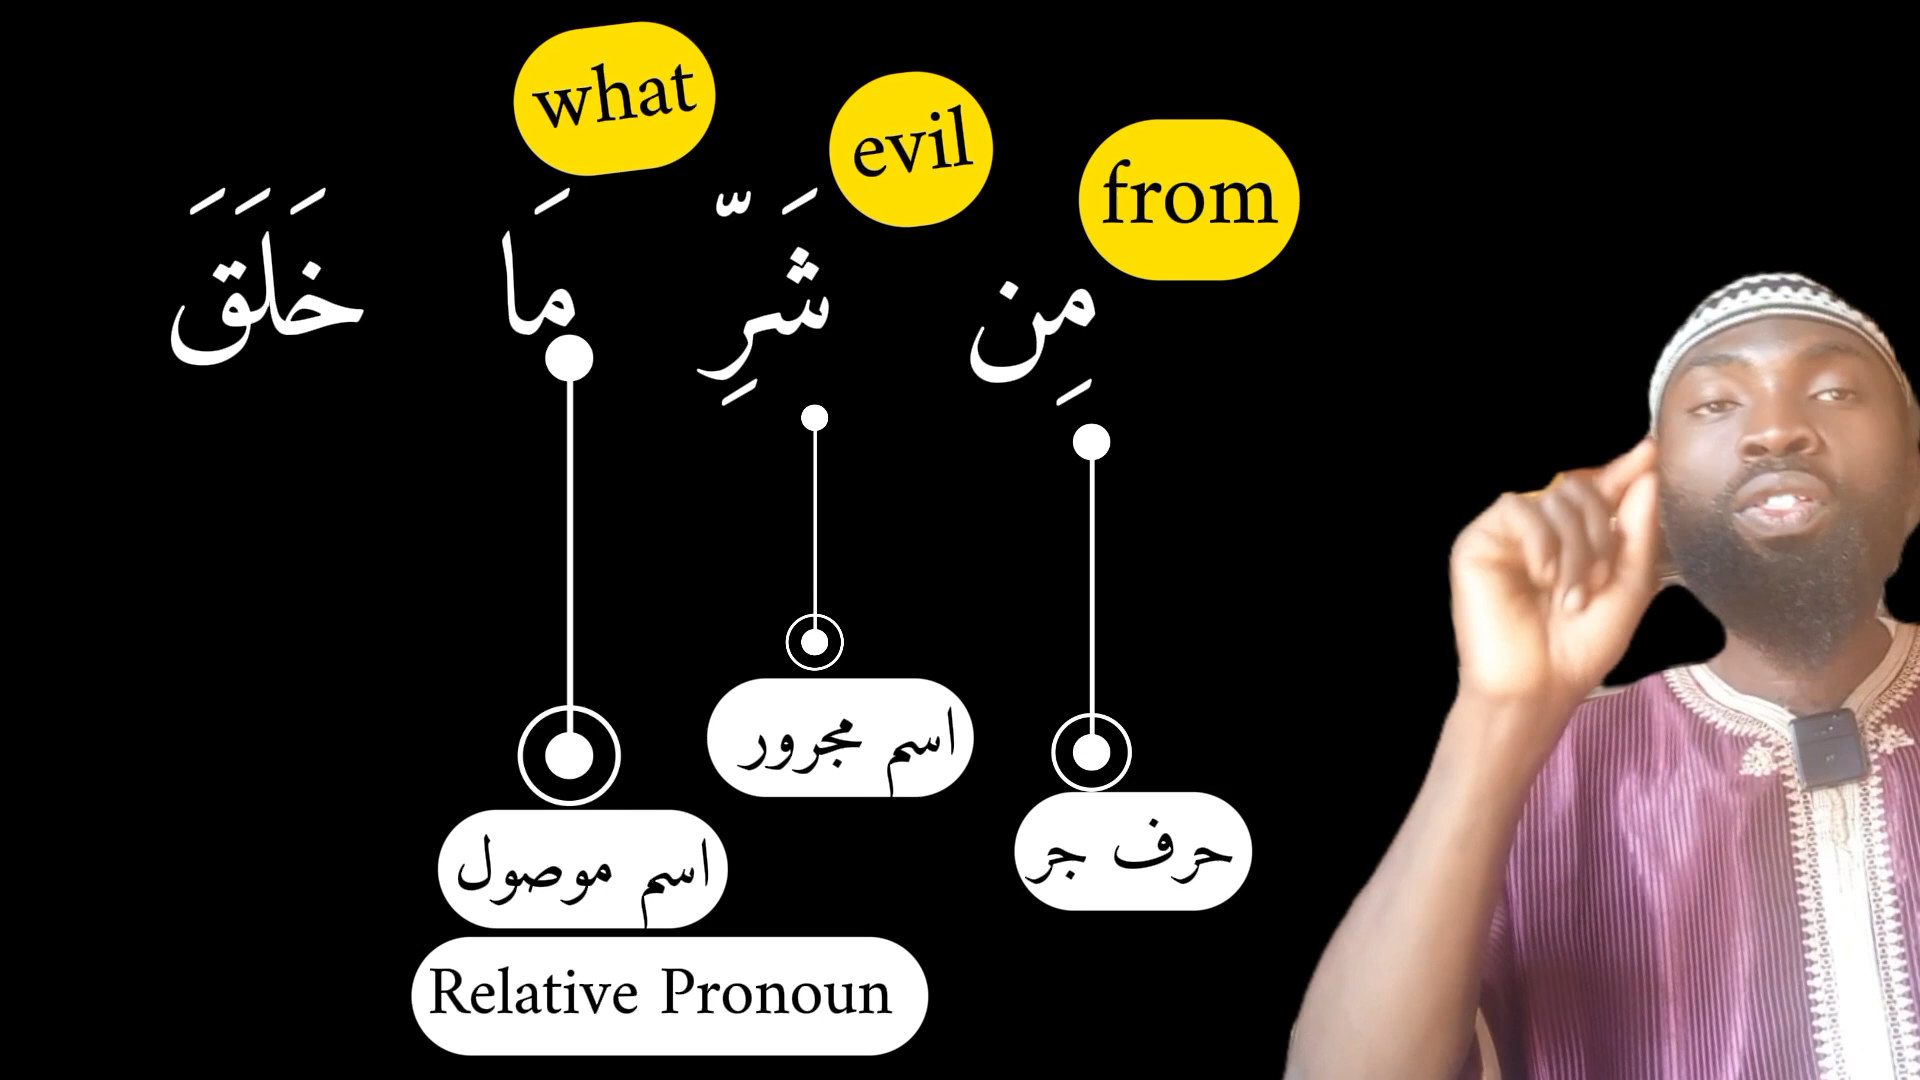 what
evil
from
مِن شَرِّ مَا خَلَقَ
اسم مجرور
حرف جر
اسم موصول
Relative Pronoun